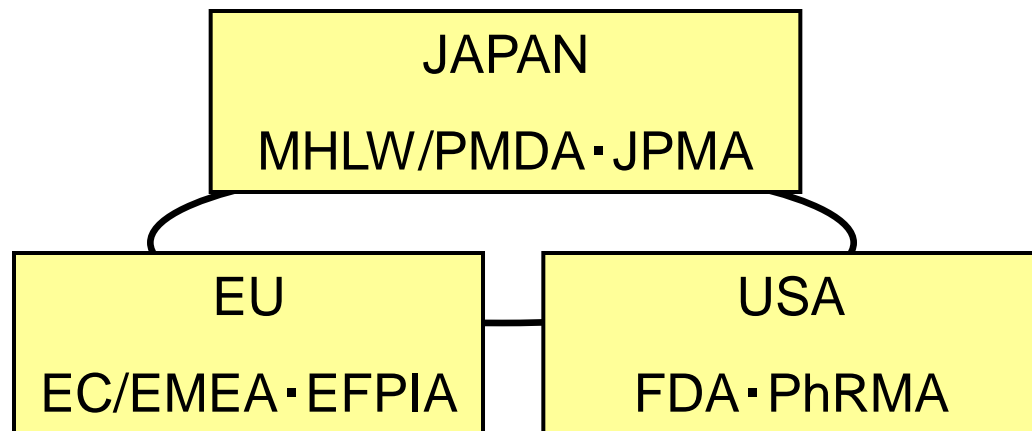 JAPAN
MHLW/PMDA・JPMA
EU
EC/EMEA・EFPIA
USA
FDA・PhRMA